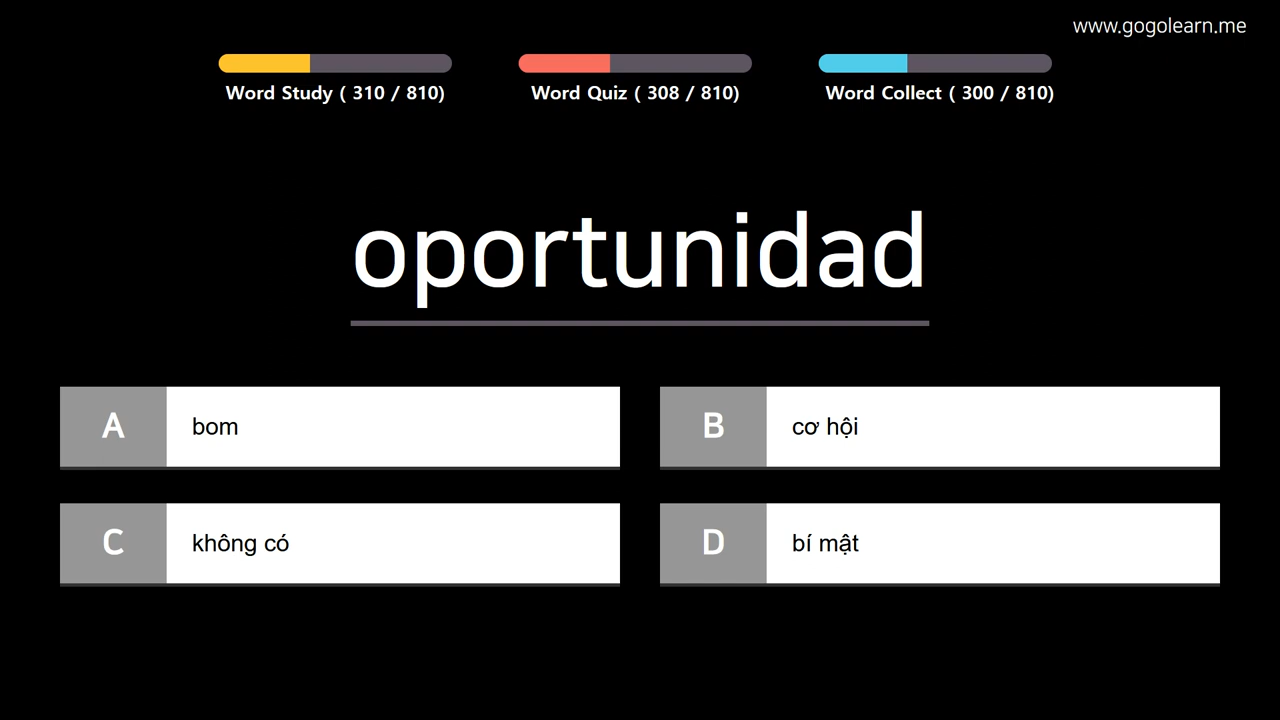 www.gogolearn.me
Word Study ( 310 / 810)
Word Quiz ( 308 / 810)
Word Collect ( 300 / 810)
oportunidad
A bom
B cơ hội
C không có
D bí mật